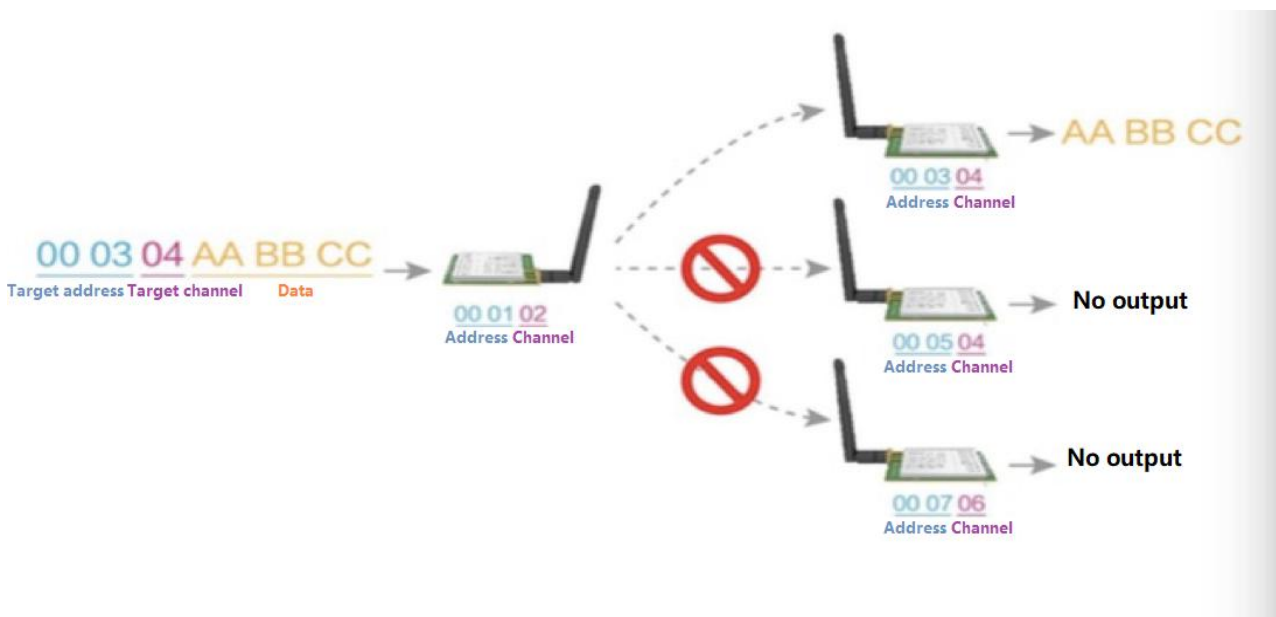 00 03 04 AA BB CC
Target address Target channel Data
00 01 02
Address Channel
AA BB CC
00 03 04
Address Channel
No output
00 05 04
Address Channel
No output
00 07 06
Address Channel